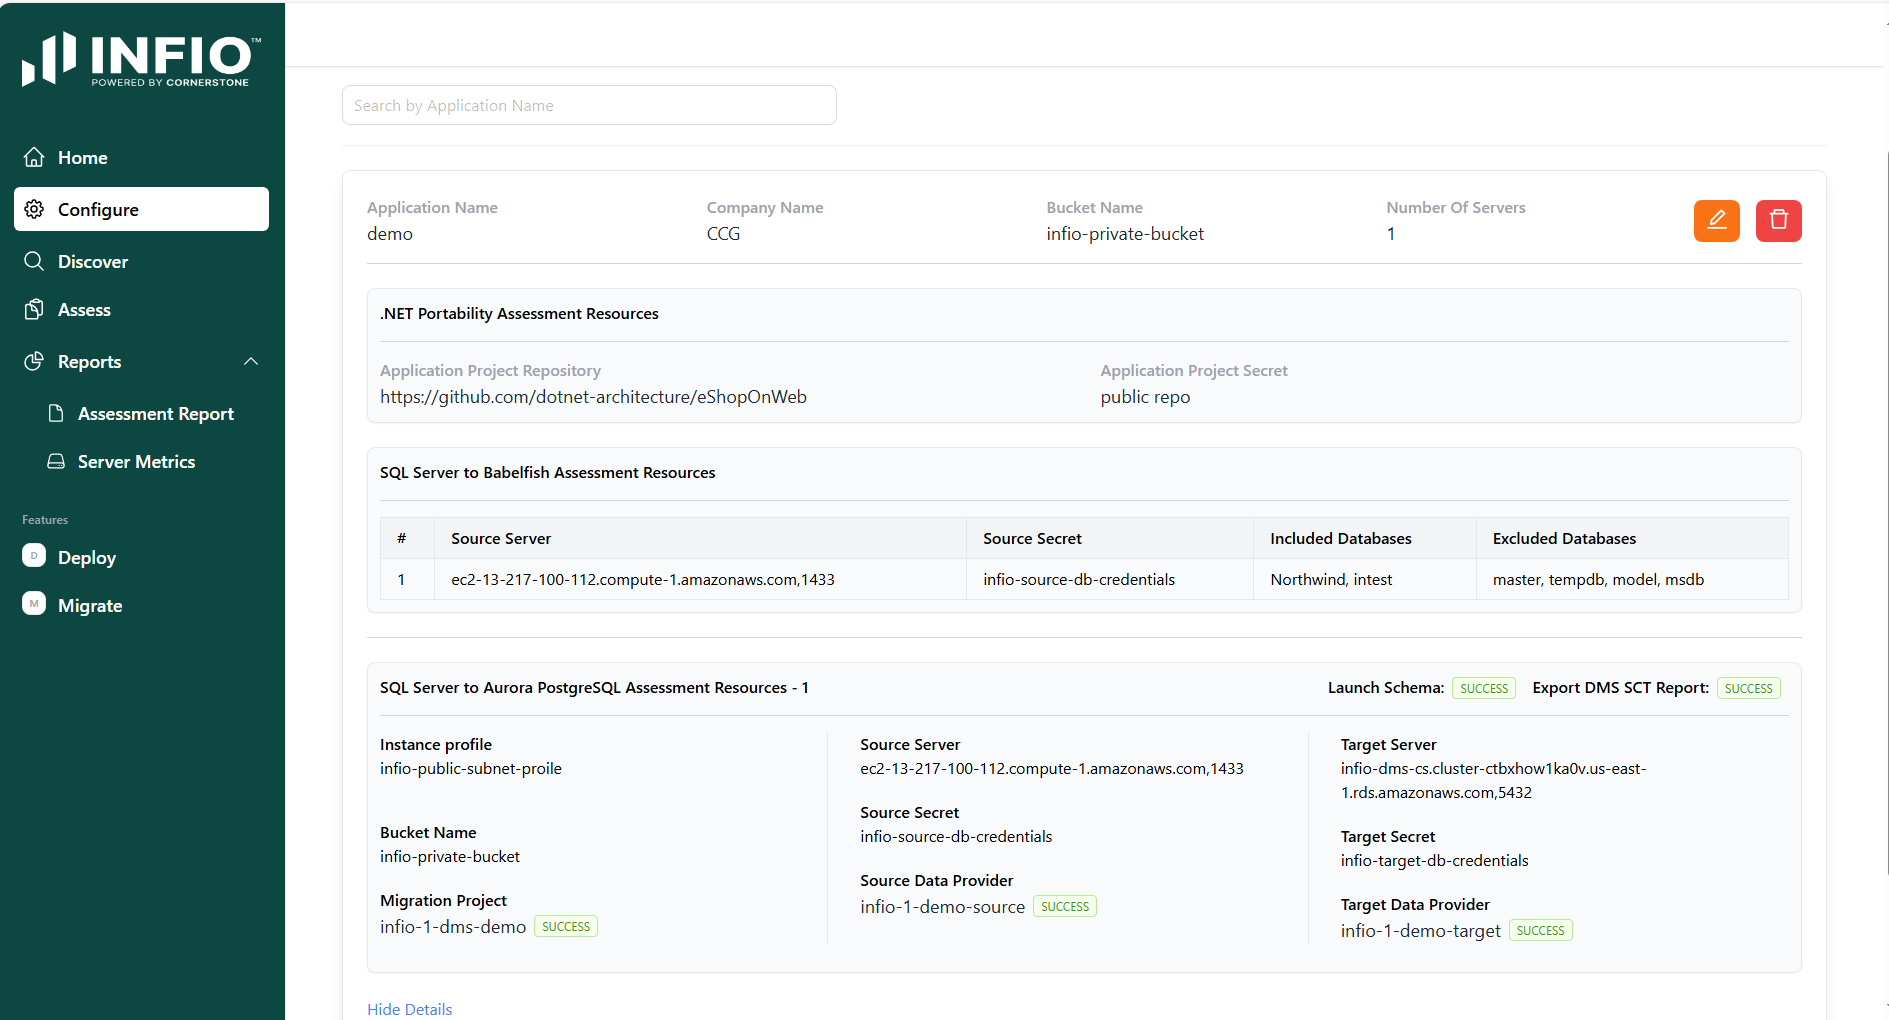 INFIO™
POWERED BY CORNERSTONE
Home
Configure
Discover
Assess
Reports
Assessment Report
Server Metrics
Features
D Deploy
M Migrate
Search by Application Name
Application Name
demo
Company Name
CCG
Bucket Name
infio-private-bucket
Number Of Servers
1
.NET Portability Assessment Resources
Application Project Repository
https://github.com/dotnet-architecture/eShopOnWeb
Application Project Secret
public repo
SQL Server to Babelfish Assessment Resources
# Source Server Source Secret Included Databases Excluded Databases
1 ec2-13-217-100-112.compute-1.amazonaws.com,1433 infio-source-db-credentials Northwind, intest master, tempdb, model, msdb
SQL Server to Aurora PostgreSQL Assessment Resources - 1
Launch Schema: SUCCESS Export DMS SCT Report: SUCCESS
Instance profile
infio-public-subnet-proile
Bucket Name
infio-private-bucket
Migration Project
infio-1-dms-demo SUCCESS
Source Server
ec2-13-217-100-112.compute-1.amazonaws.com,1433
Source Secret
infio-source-db-credentials
Source Data Provider
infio-1-demo-source SUCCESS
Target Server
infio-dms-cs.cluster-ctbxhow1ka0v.us-east-
1.rds.amazonaws.com,5432
Target Secret
infio-target-db-credentials
Target Data Provider
infio-1-demo-target SUCCESS
Hide Details